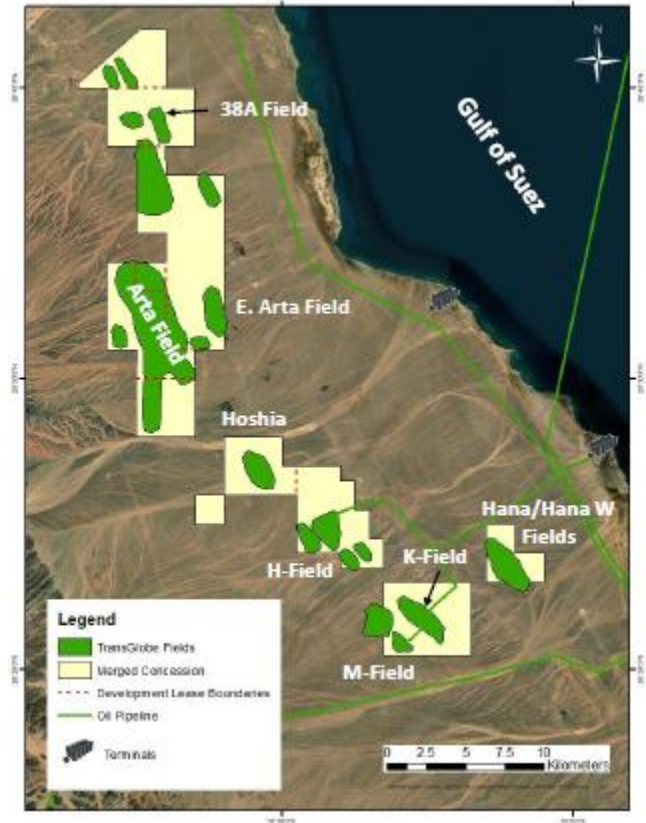 N
38A Field
Gulf of Suez
E. Arta Field
Arta Field
Hoshia
Hana/Hana W
Fields
K-Field
H-Field
M-Field
Legend
TransGlobe Fields
Merged Concession
Development Lease Boundaries
Oil Pipeline
Terminals
0 2.5 5 7.5 10
Kilometers